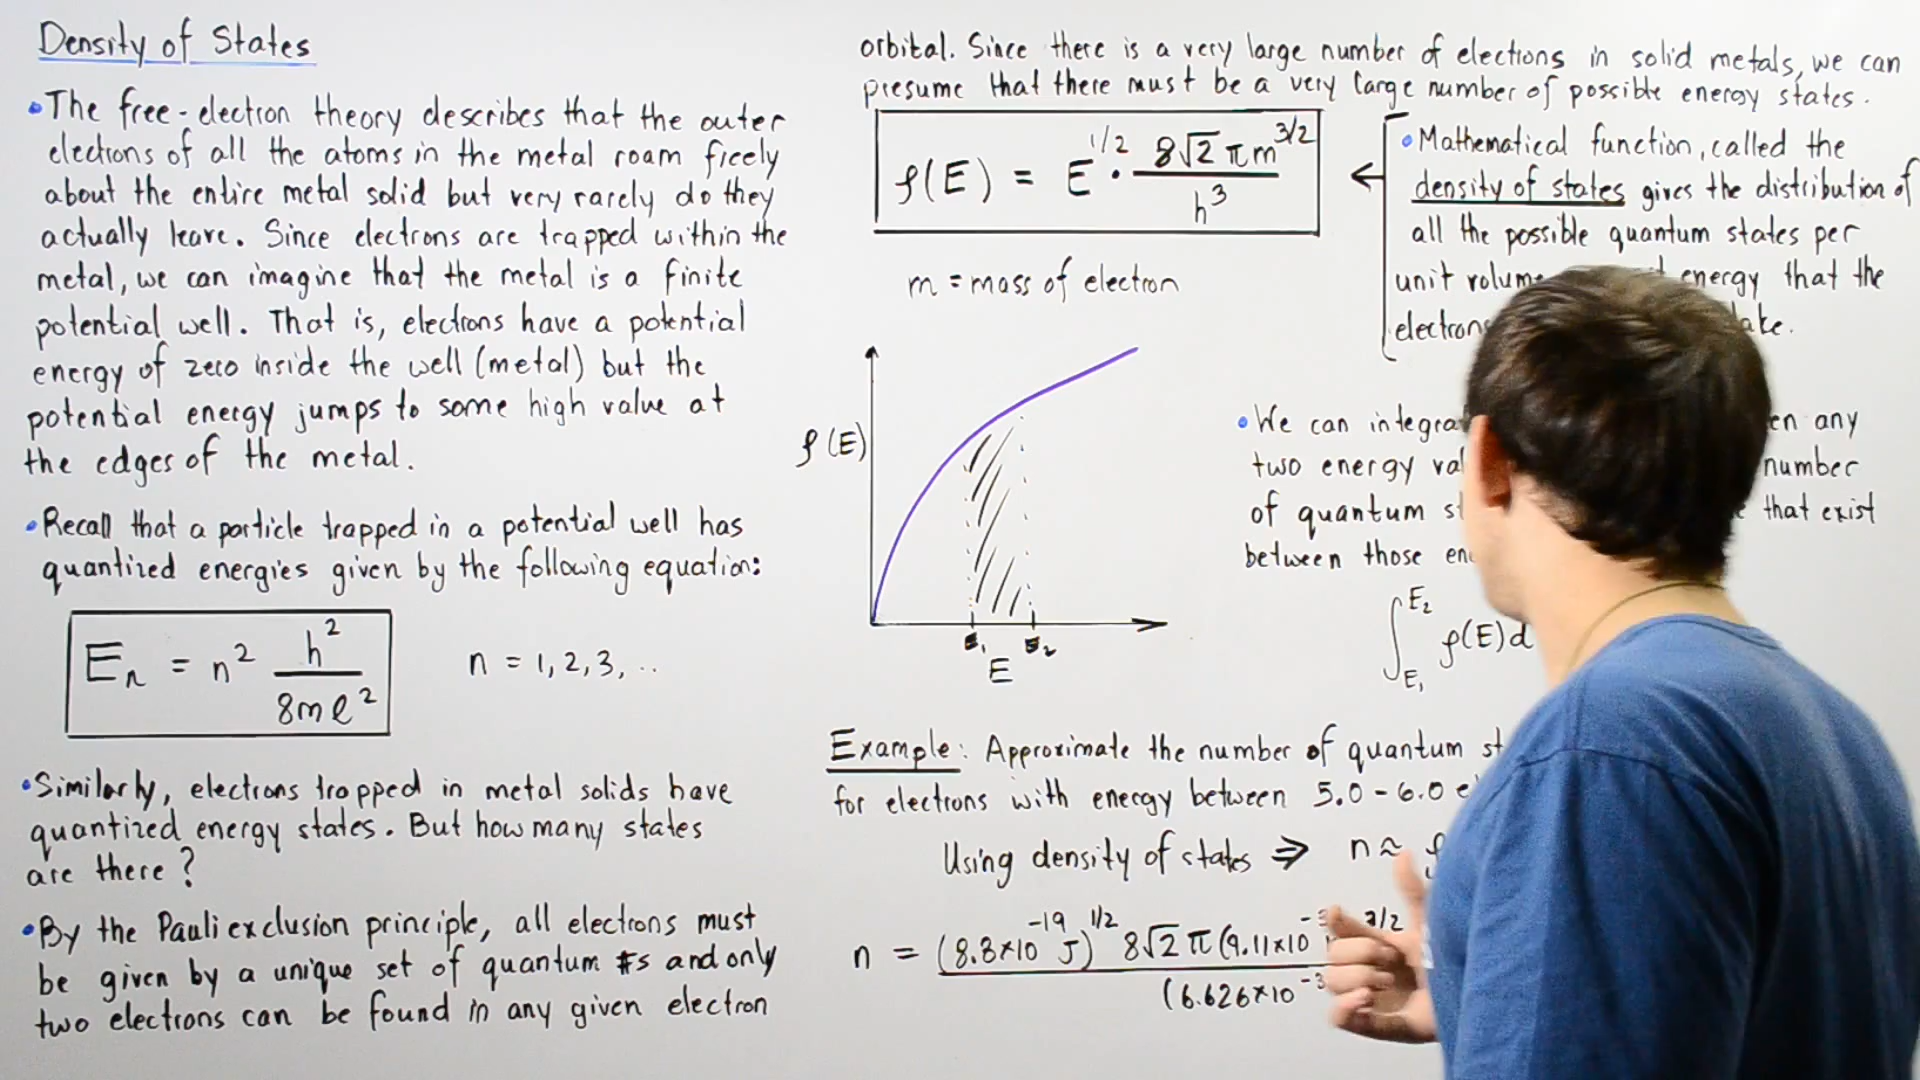 Density of States
• The free-electron theory describes that the outer
electrons of all the atoms in the metal roam freely
about the entire metal solid but very rarely do they
actually leave. Since electrons are trapped within the
metal, we can imagine that the metal is a finite
potential well. That is, electrons have a potential
energy of zero inside the well (metal) but the
potential energy jumps to some high value at
the edges of the metal.
• Recall that a particle trapped in a potential well has
quantized energies given by the following equation:
Eₙ = n² h² / 8mℓ²
n = 1, 2, 3, ..
• Similarly, electrons trapped in metal solids have
quantized energy states. But how many states
are there?
• By the Pauli exclusion principle, all electrons must
be given by a unique set of quantum #s and only
two electrons can be found in any given electron
orbital. Since there is a very large number of electrons in solid metals, we can
presume that there must be a very large number of possible energy states.
ρ(E) = E^1/2 · 8√2 π m^3/2 / h³
m = mass of electron
• Mathematical function, called the
density of states gives the distribution of
all the possible quantum states per
unit energy that the
electrons
ρ(E)
E₁ E₂
E
• We can any
two energy number
of quantum that exist
between those
∫ E₁ E₂ ρ(E)d
Example: Approximate the number of quantum
for electrons with energy between 5.0 - 6.0
Using density of states ⇒ n ≈
n = (8.8×10^-19 J)^1/2 8√2 π (9.11×10 3/2
(6.626×10